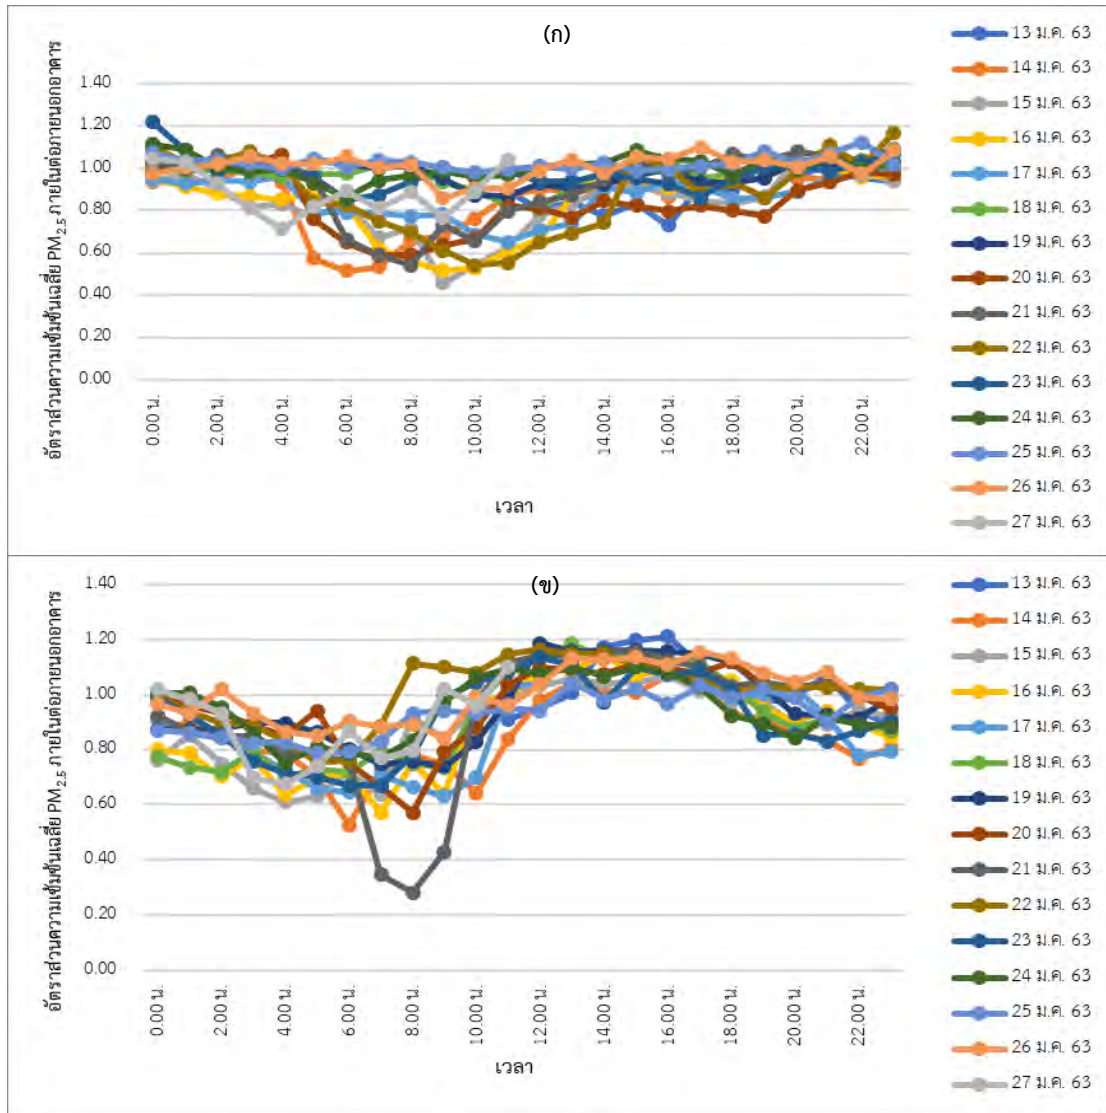 (ก)
อัตราส่วนความเข้มข้นเฉลี่ย PM2.5 ภายในต่อภายนอกอาคาร
1.40
1.20
1.00
0.80
0.60
0.40
0.20
0.00
0.00 น.
2.00 น.
4.00 น.
6.00 น.
8.00 น.
10.00 น.
12.00 น.
14.00 น.
16.00 น.
18.00 น.
20.00 น.
22.00 น.
เวลา
13 ม.ค. 63
14 ม.ค. 63
15 ม.ค. 63
16 ม.ค. 63
17 ม.ค. 63
18 ม.ค. 63
19 ม.ค. 63
20 ม.ค. 63
21 ม.ค. 63
22 ม.ค. 63
23 ม.ค. 63
24 ม.ค. 63
25 ม.ค. 63
26 ม.ค. 63
27 ม.ค. 63
(ข)
อัตราส่วนความเข้มข้นเฉลี่ย PM2.5 ภายในต่อภายนอกอาคาร
1.40
1.20
1.00
0.80
0.60
0.40
0.20
0.00
0.00 น.
2.00 น.
4.00 น.
6.00 น.
8.00 น.
10.00 น.
12.00 น.
14.00 น.
16.00 น.
18.00 น.
20.00 น.
22.00 น.
เวลา
13 ม.ค. 63
14 ม.ค. 63
15 ม.ค. 63
16 ม.ค. 63
17 ม.ค. 63
18 ม.ค. 63
19 ม.ค. 63
20 ม.ค. 63
21 ม.ค. 63
22 ม.ค. 63
23 ม.ค. 63
24 ม.ค. 63
25 ม.ค. 63
26 ม.ค. 63
27 ม.ค. 63